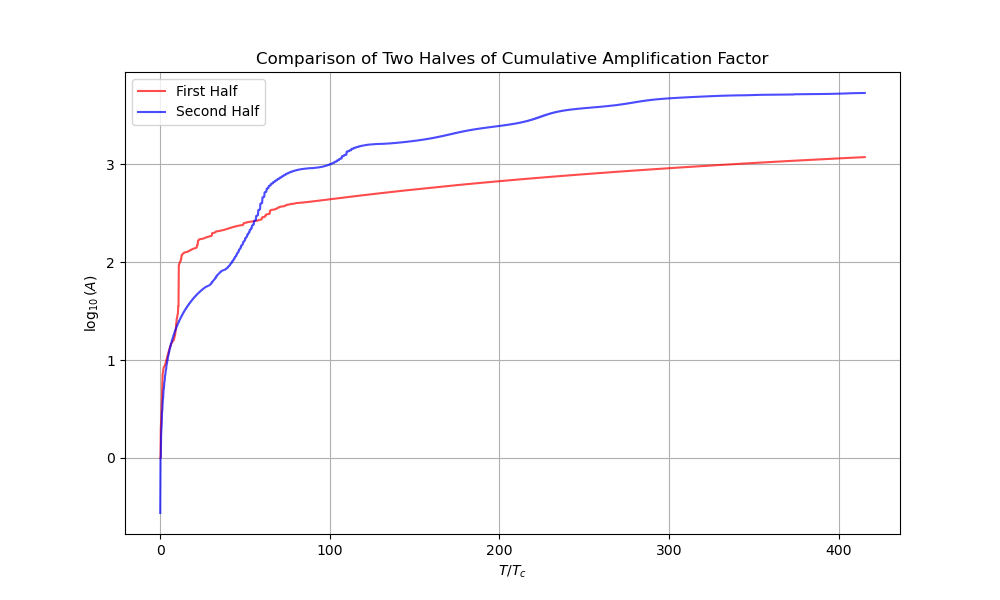 Comparison of Two Halves of Cumulative Amplification Factor
First Half
Second Half
3
2
1
0
log₁₀ (A)
0 100 200 300 400
T/T_c